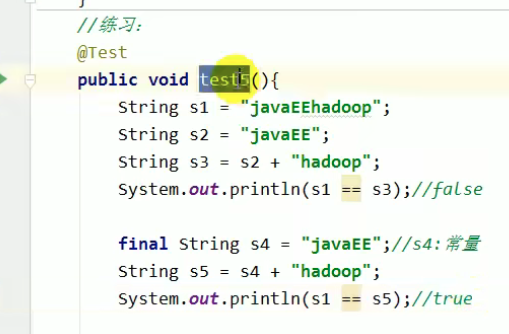 }
//练习:
@Test
public void test5(){
String s1 = "javaEEhadoop";
String s2 = "javaEE";
String s3 = s2 + "hadoop";
System.out.println(s1 == s3);//false
final String s4 = "javaEE";//s4:常量
String s5 = s4 + "hadoop";
System.out.println(s1 == s5);//true